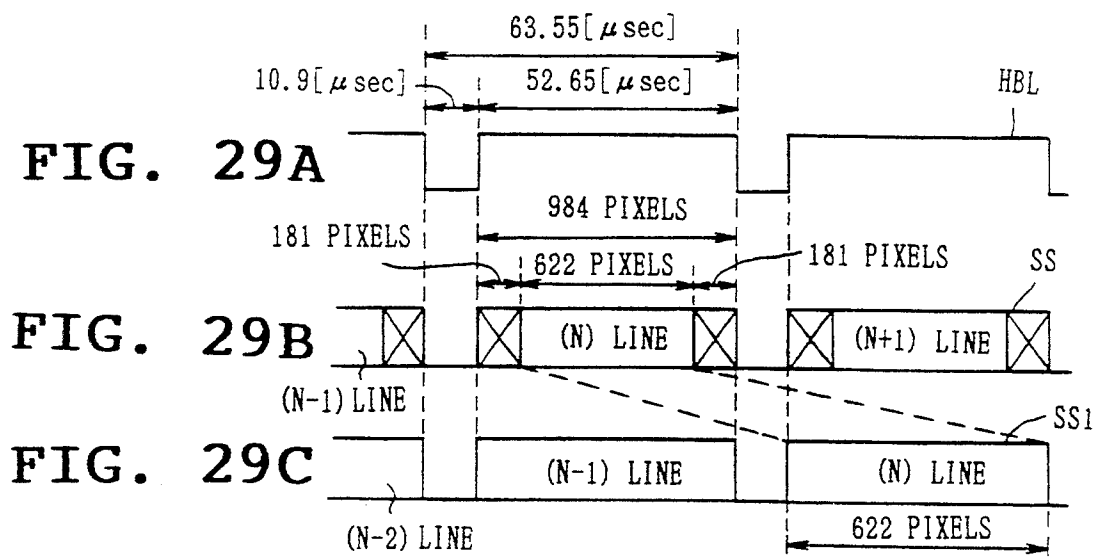 63.55[μsec]
10.9[μsec]
52.65[μsec]
HBL
FIG. 29A
984 PIXELS
181 PIXELS
622 PIXELS
181 PIXELS
SS
FIG. 29B
(N) LINE
(N+1) LINE
(N-1) LINE
SS1
FIG. 29C
(N-1) LINE
(N) LINE
(N-2) LINE
622 PIXELS